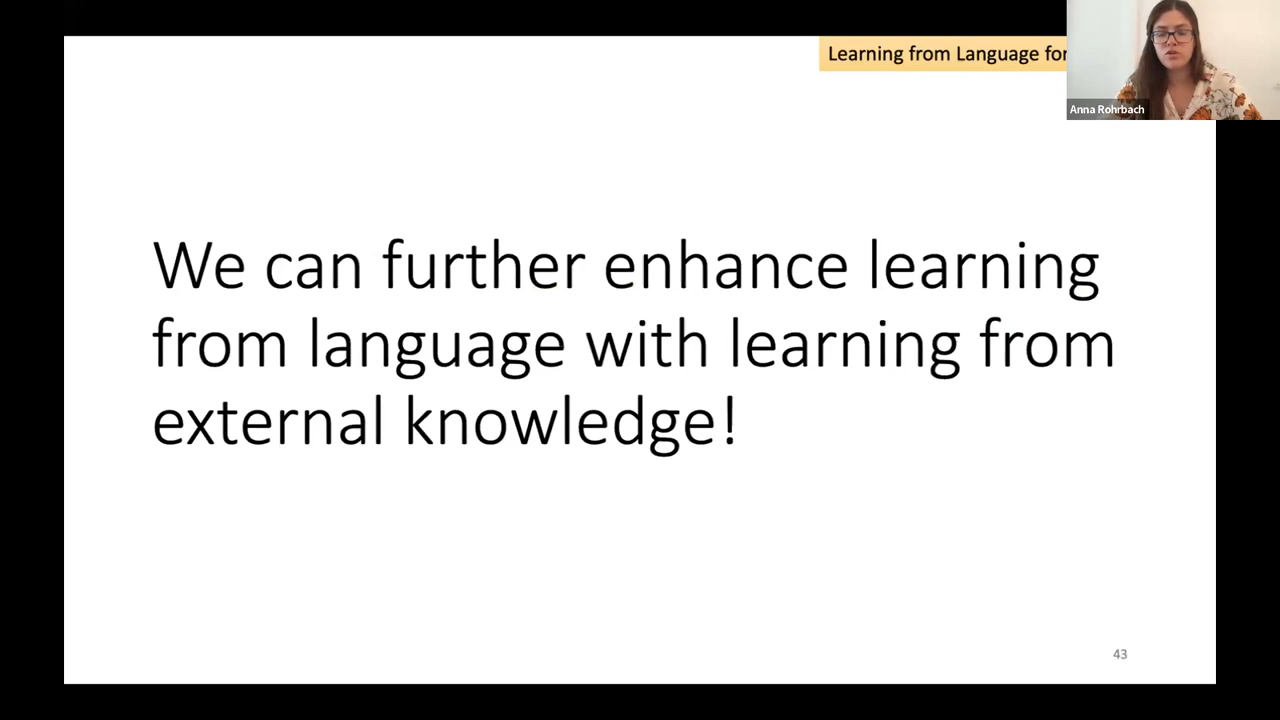 Learning from Language for
Anna Rohrbach
We can further enhance learning
from language with learning from
external knowledge!
43